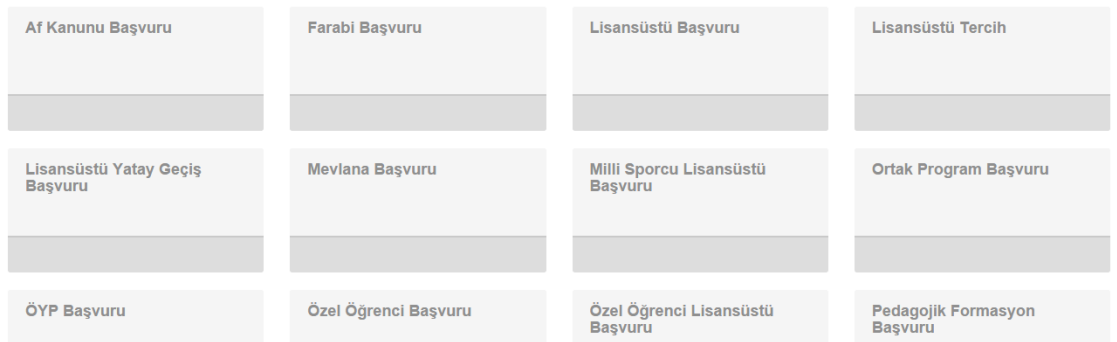 Af Kanunu Başvuru
Farabi Başvuru
Lisansüstü Başvuru
Lisansüstü Tercih
Lisansüstü Yatay Geçiş
Başvuru
Mevlana Başvuru
Milli Sporcu Lisansüstü
Başvuru
Ortak Program Başvuru
ÖYP Başvuru
Özel Öğrenci Başvuru
Özel Öğrenci Lisansüstü
Başvuru
Pedagojik Formasyon
Başvuru